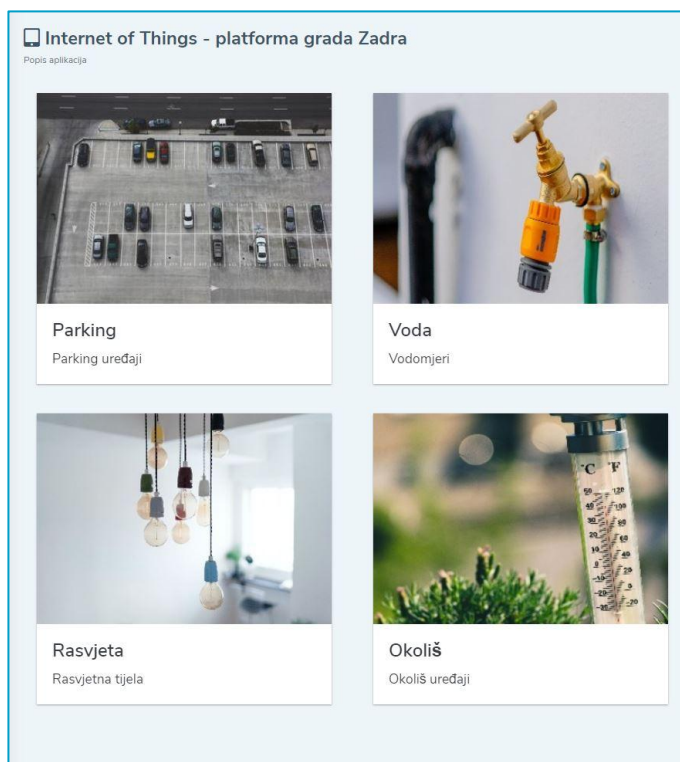 Internet of Things - platforma grada Zadra
Popis aplikacija
Parking
Parking uređaji
Voda
Vodomjeri
°C °F
Rasvjeta
Rasvjetna tijela
Okoliš
Okoliš uređaji